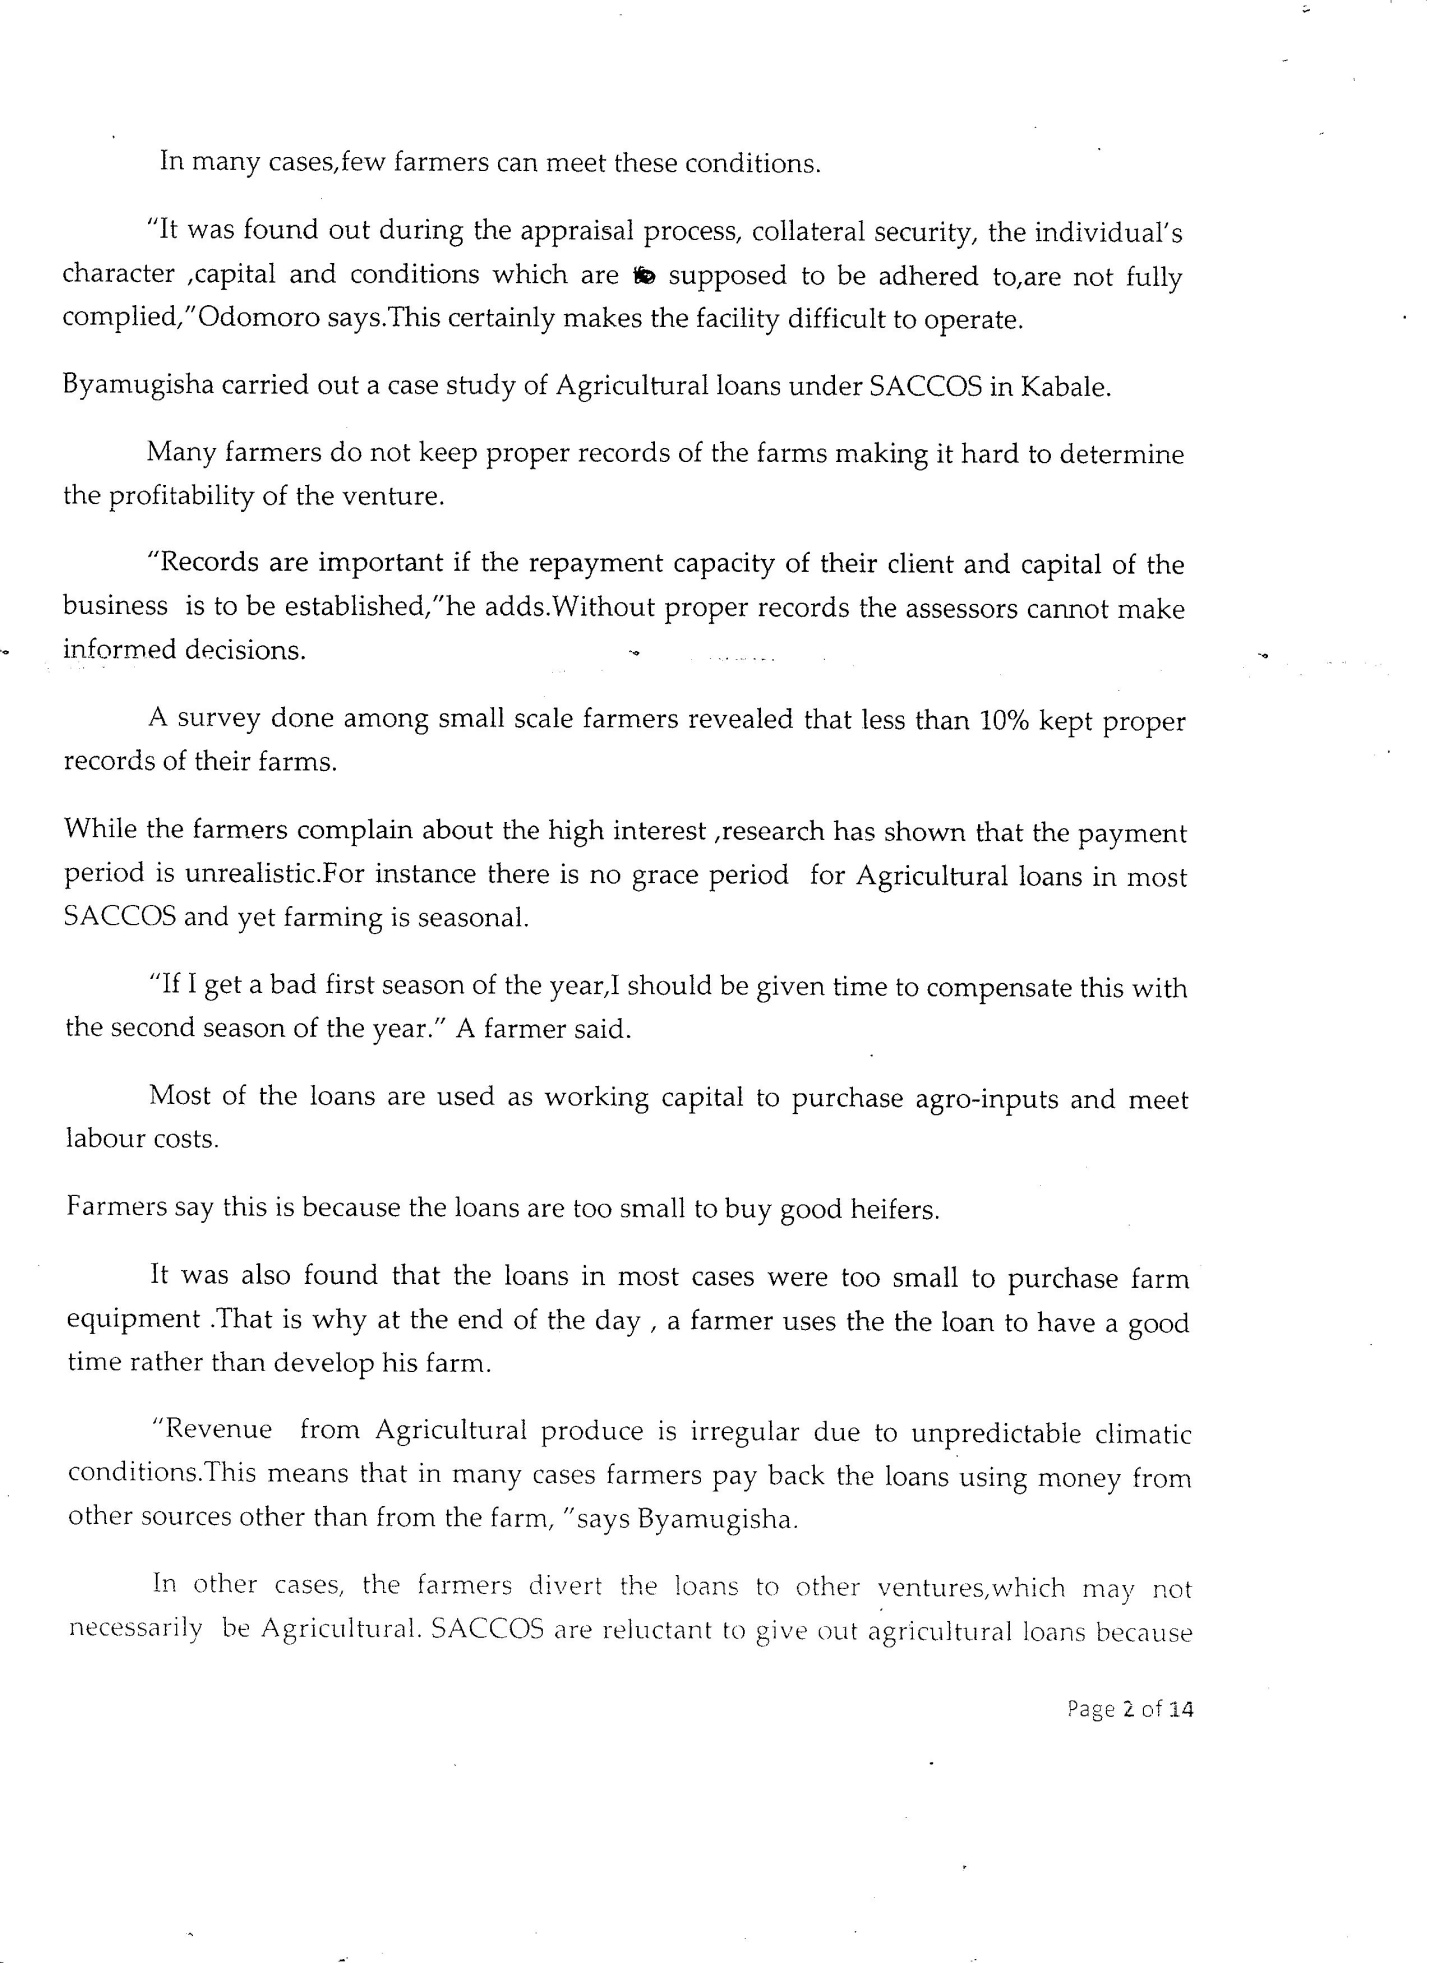 In many cases,few farmers can meet these conditions.
"It was found out during the appraisal process, collateral security, the individual's
character ,capital and conditions which are supposed to be adhered to,are not fully
complied,"Odomoro says.This certainly makes the facility difficult to operate.
Byamugisha carried out a case study of Agricultural loans under SACCOS in Kabale.
Many farmers do not keep proper records of the farms making it hard to determine
the profitability of the venture.
"Records are important if the repayment capacity of their client and capital of the
business is to be established,"he adds.Without proper records the assessors cannot make
informed decisions.
A survey done among small scale farmers revealed that less than 10% kept proper
records of their farms.
While the farmers complain about the high interest ,research has shown that the payment
period is unrealistic.For instance there is no grace period for Agricultural loans in most
SACCOS and yet farming is seasonal.
"If I get a bad first season of the year,I should be given time to compensate this with
the second season of the year." A farmer said.
Most of the loans are used as working capital to purchase agro-inputs and meet
labour costs.
Farmers say this is because the loans are too small to buy good heifers.
It was also found that the loans in most cases were too small to purchase farm
equipment .That is why at the end of the day , a farmer uses the the loan to have a good
time rather than develop his farm.
"Revenue from Agricultural produce is irregular due to unpredictable climatic
conditions.This means that in many cases farmers pay back the loans using money from
other sources other than from the farm, "says Byamugisha.
In other cases, the farmers divert the loans to other ventures,which may not
necessarily be Agricultural. SACCOS are reluctant to give out agricultural loans because
Page 2 of 14